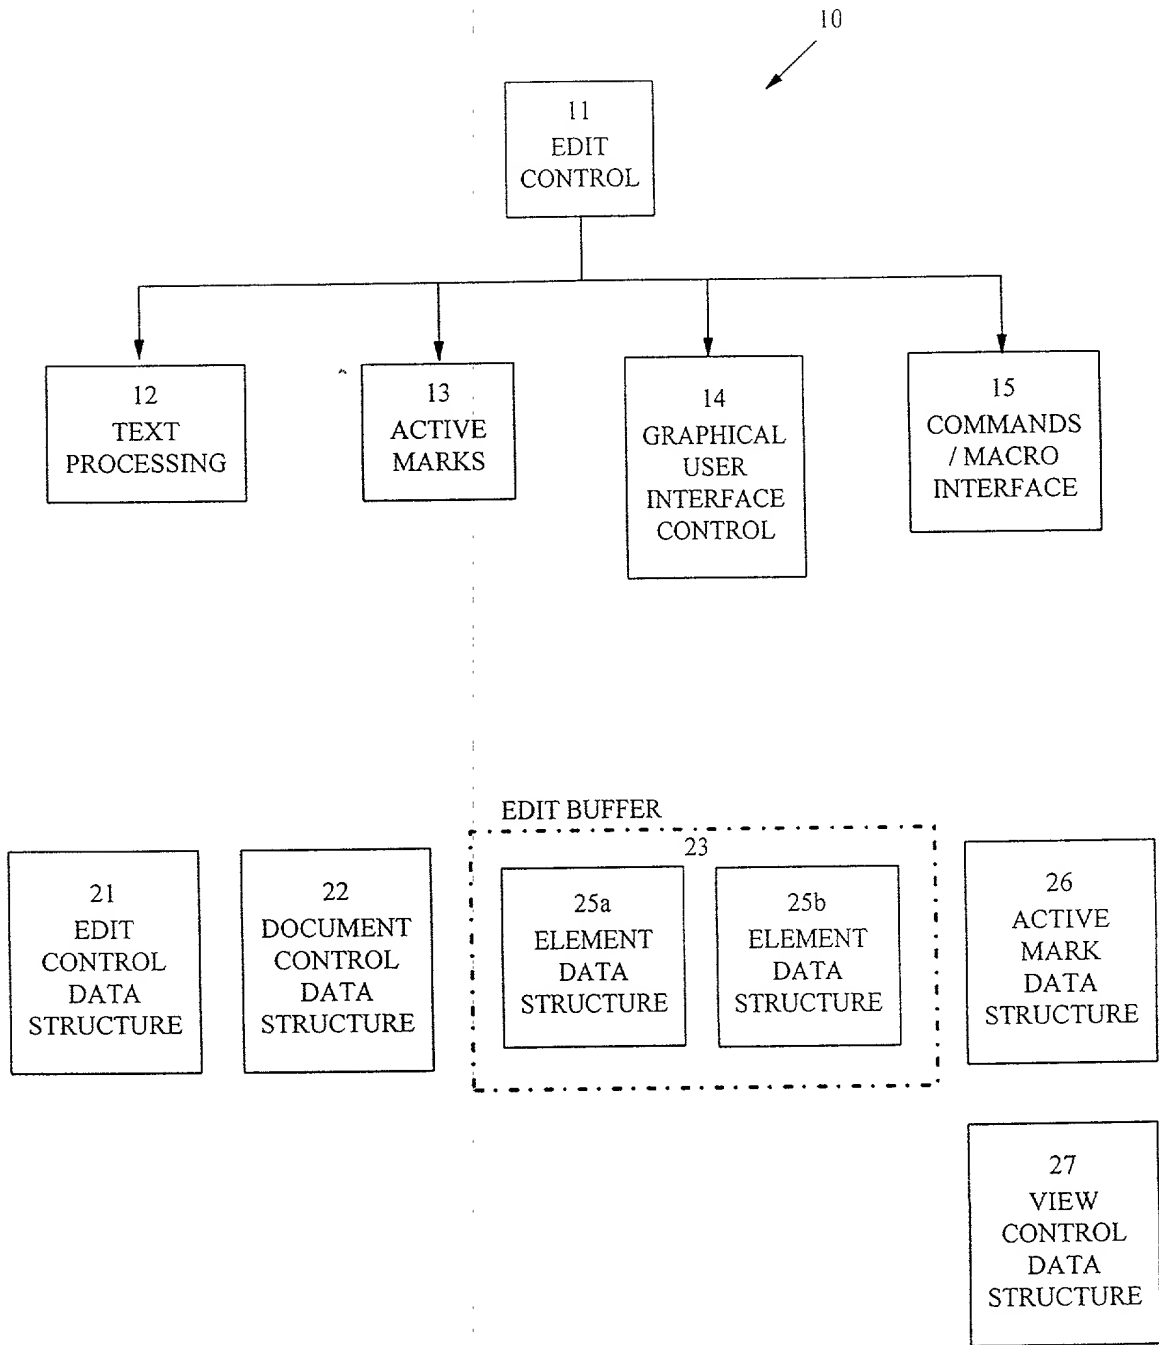 10
11
EDIT
CONTROL
12
TEXT
PROCESSING
13
ACTIVE
MARKS
14
GRAPHICAL
USER
INTERFACE
CONTROL
15
COMMANDS
/ MACRO
INTERFACE
EDIT BUFFER
23
21
EDIT
CONTROL
DATA
STRUCTURE
22
DOCUMENT
CONTROL
DATA
STRUCTURE
25a
ELEMENT
DATA
STRUCTURE
25b
ELEMENT
DATA
STRUCTURE
26
ACTIVE
MARK
DATA
STRUCTURE
27
VIEW
CONTROL
DATA
STRUCTURE